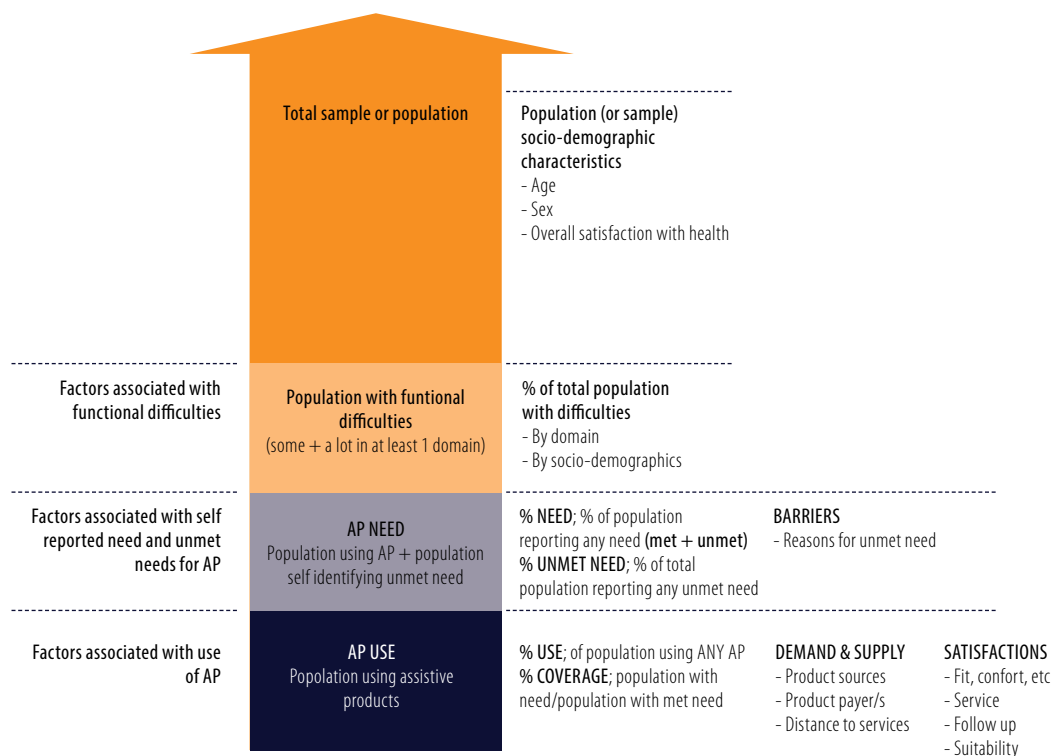 Total sample or population
Population (or sample)
socio-demographic
characteristics
- Age
- Sex
- Overall satisfaction with health
Factors associated with
functional difficulties
Population with funtional
difficulties
(some + a lot in at least 1 domain)
% of total population
with difficulties
- By domain
- By socio-demographics
Factors associated with self
reported need and unmet
needs for AP
AP NEED
Population using AP + population
self identifying unmet need
% NEED; % of population
reporting any need (met + unmet)
% UNMET NEED; % of total
population reporting any unmet need
BARRIERS
- Reasons for unmet need
Factors associated with use
of AP
AP USE
Popolation using assistive
products
% USE; of population using ANY AP
% COVERAGE; population with
need/population with met need
DEMAND & SUPPLY
- Product sources
- Product payer/s
- Distance to services
SATISFACTIONS
- Fit, confort, etc
- Service
- Follow up
- Suitability